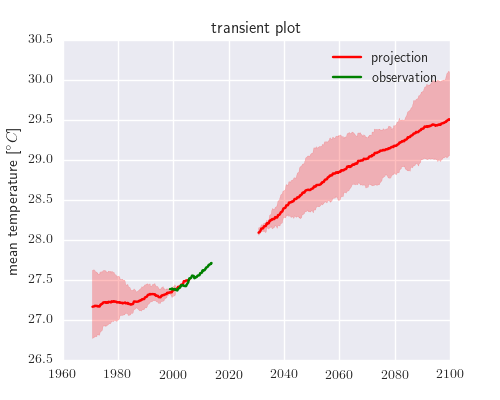 transient plot
30.5
30.0
29.5
29.0
28.5
28.0
27.5
27.0
26.5
mean temperature [°C]
projection
observation
1960 1980 2000 2020 2040 2060 2080 2100